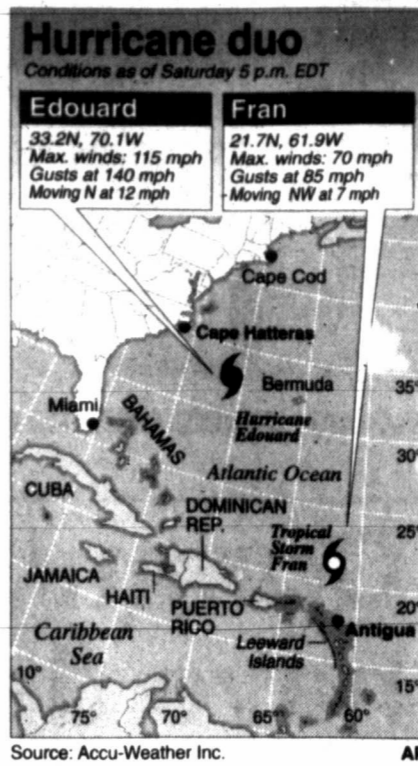 Hurricane duo
Conditions as of Saturday 5 p.m. EDT
Edouard
33.2N, 70.1W
Max. winds: 115 mph
Gusts at 140 mph
Moving N at 12 mph
Fran
21.7N, 61.9W
Max. winds: 70 mph
Gusts at 85 mph
Moving NW at 7 mph
Cape Cod
Cape Hatteras
Bermuda
35°
Miami
BAHAMAS
Hurricane
Edouard
30°
Atlantic Ocean
CUBA
DOMINICAN
REP.
25°
Tropical
Storm
Fran
JAMAICA
HAITI
PUERTO
RICO
20°
Antigua
Caribbean
Sea
Leeward
Islands
10°
15°
75°
70°
65°
60°
Source: Accu-Weather Inc.